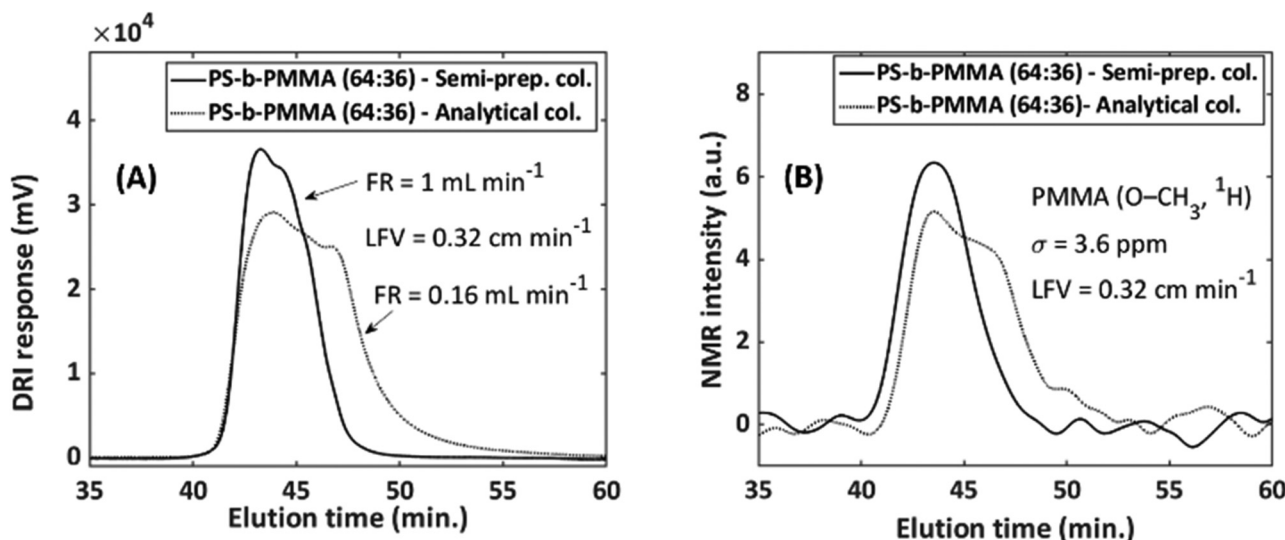 ×10⁴
PS-b-PMMA (64:36) - Semi-prep. col.
PS-b-PMMA (64:36) - Analytical col.
(A)
FR = 1 mL min⁻¹
LFV = 0.32 cm min⁻¹
FR = 0.16 mL min⁻¹
DRI response (mV)
4
3
2
1
0
35 40 45 50 55 60
Elution time (min.)
PS-b-PMMA (64:36) - Semi-prep. col.
PS-b-PMMA (64:36)- Analytical col.
(B)
PMMA (O–CH₃, ¹H)
σ = 3.6 ppm
LFV = 0.32 cm min⁻¹
NMR intensity (a.u.)
8
6
4
2
0
35 40 45 50 55 60
Elution time (min.)